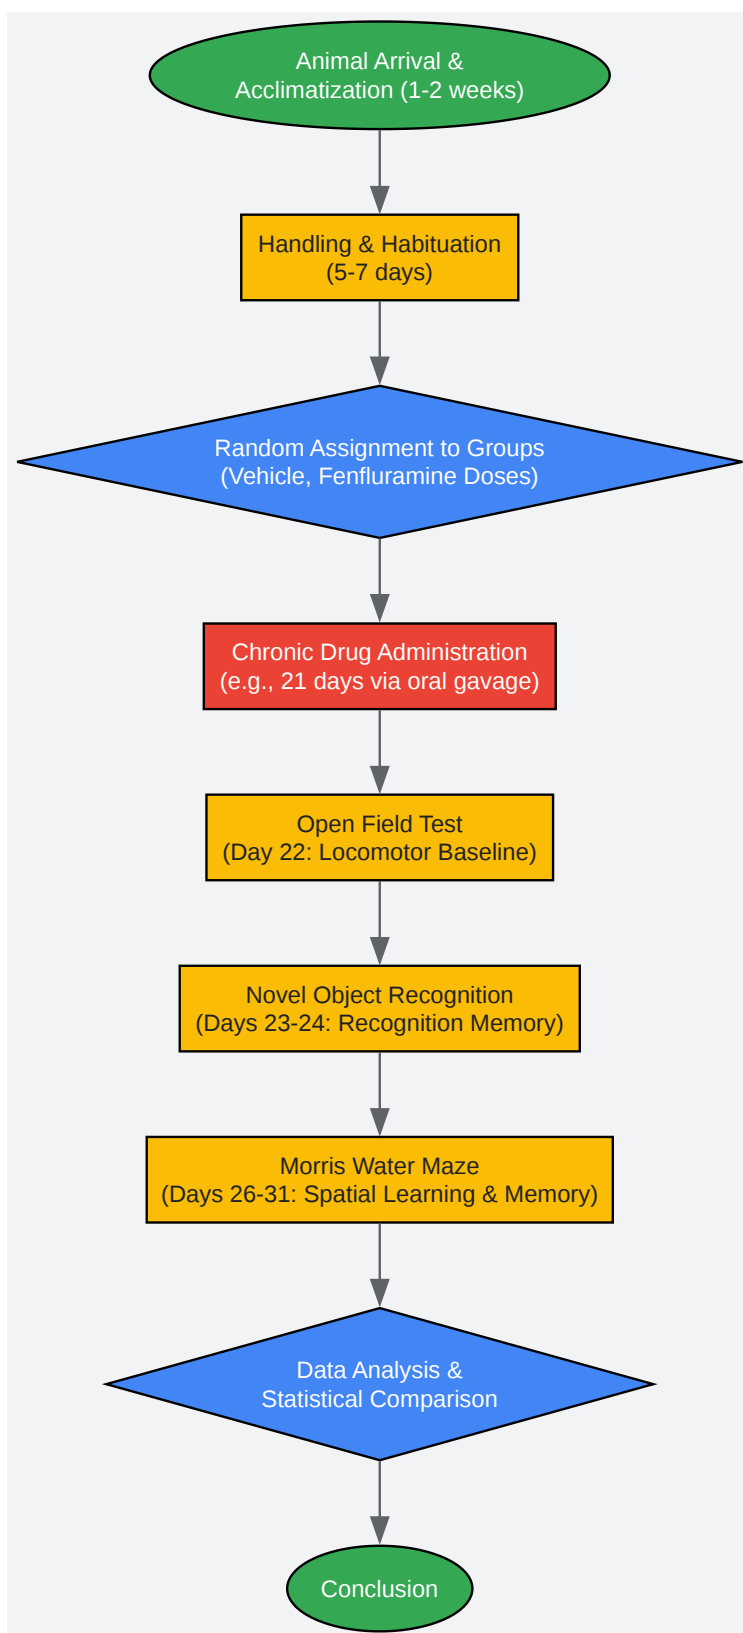 Animal Arrival &
Acclimatization (1-2 weeks)
Handling & Habituation
(5-7 days)
Random Assignment to Groups
(Vehicle, Fenfluramine Doses)
Chronic Drug Administration
(e.g., 21 days via oral gavage)
Open Field Test
(Day 22: Locomotor Baseline)
Novel Object Recognition
(Days 23-24: Recognition Memory)
Morris Water Maze
(Days 26-31: Spatial Learning & Memory)
Data Analysis &
Statistical Comparison
Conclusion